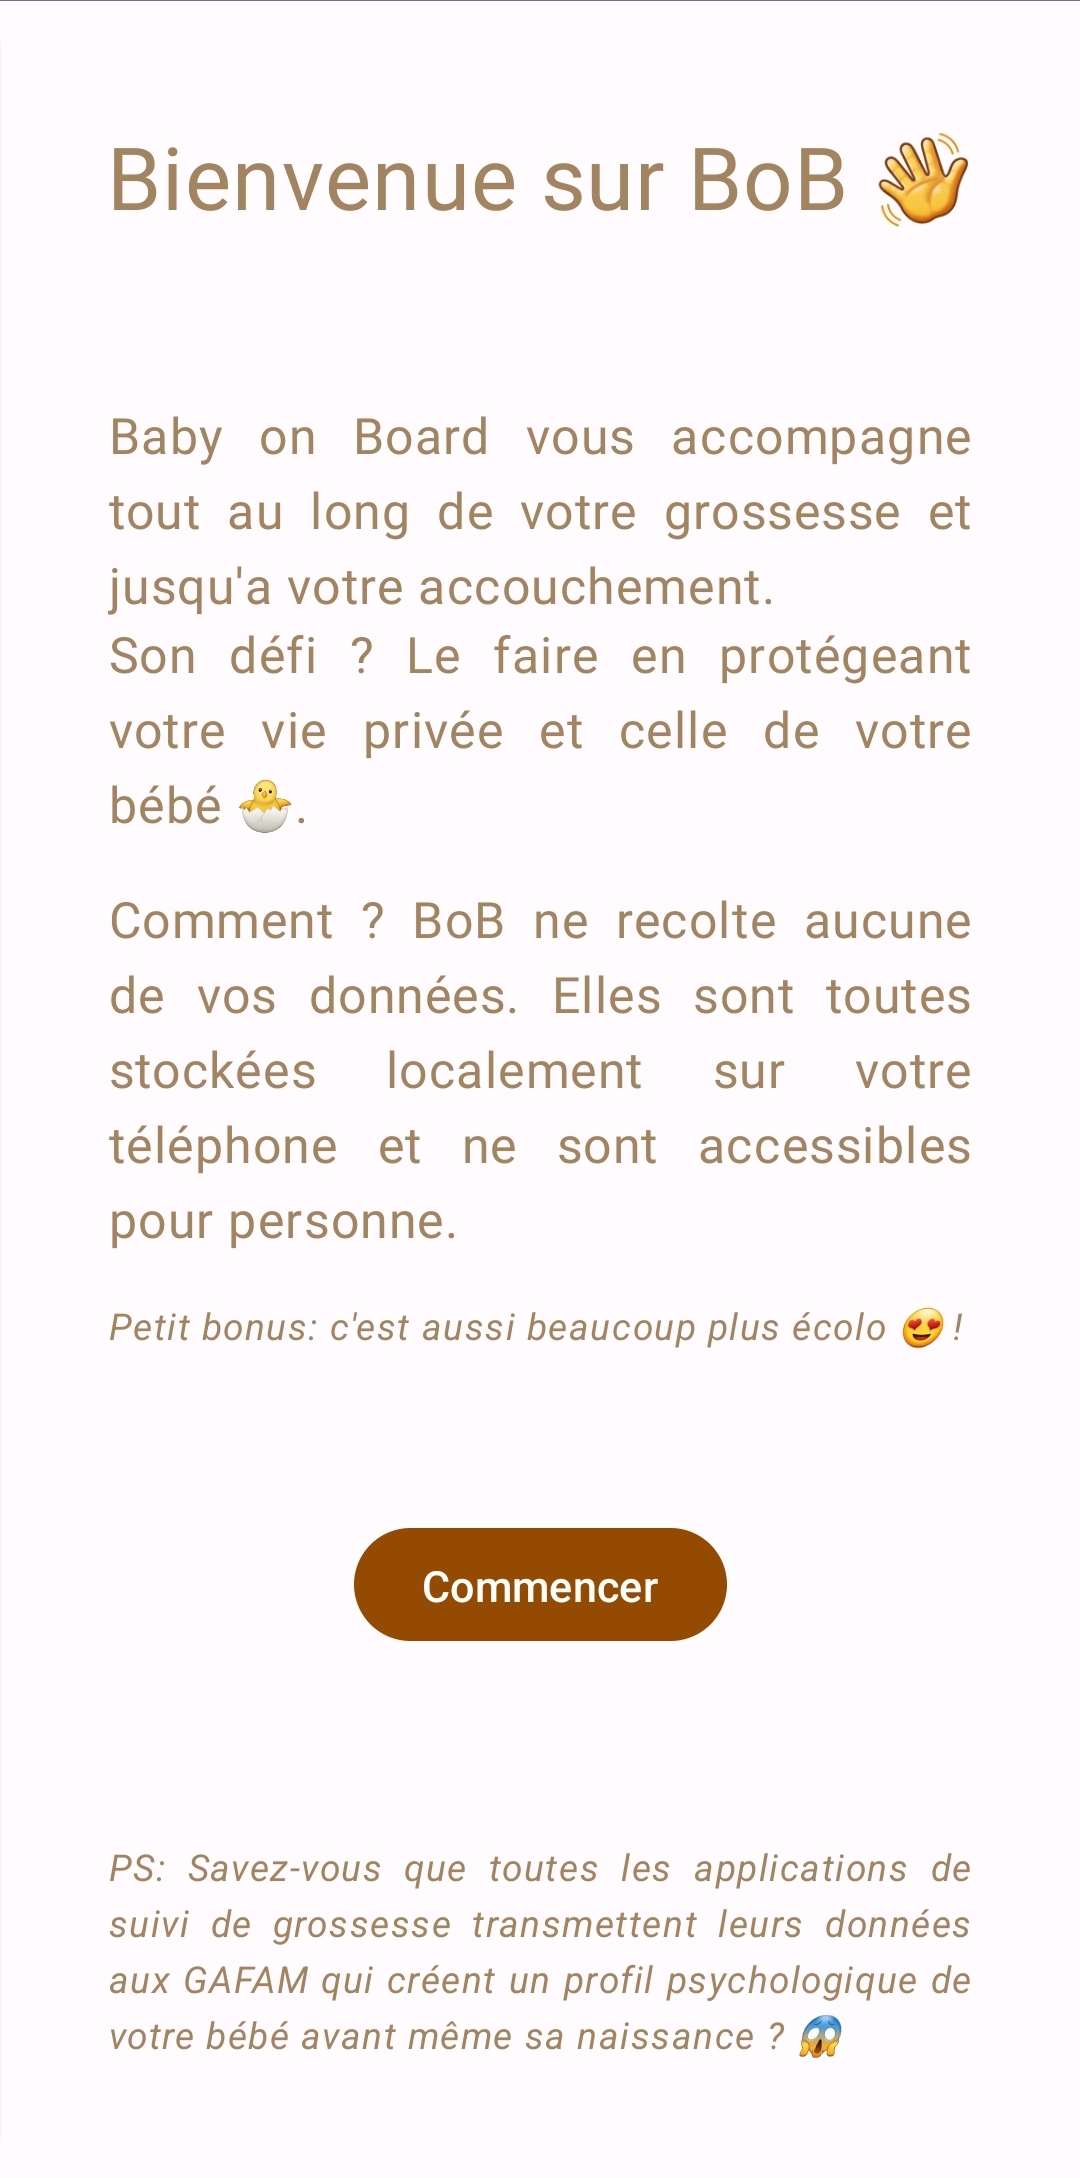 Bienvenue sur BoB 👋
Baby on Board vous accompagne
tout au long de votre grossesse et
jusqu'a votre accouchement.
Son défi ? Le faire en protégeant
votre vie privée et celle de votre
bébé 🐣.
Comment ? BoB ne recolte aucune
de vos données. Elles sont toutes
stockées localement sur votre
téléphone et ne sont accessibles
pour personne.
Petit bonus: c'est aussi beaucoup plus écolo 😍 !
Commencer
PS: Savez-vous que toutes les applications de
suivi de grossesse transmettent leurs données
aux GAFAM qui créent un profil psychologique de
votre bébé avant même sa naissance ? 😱